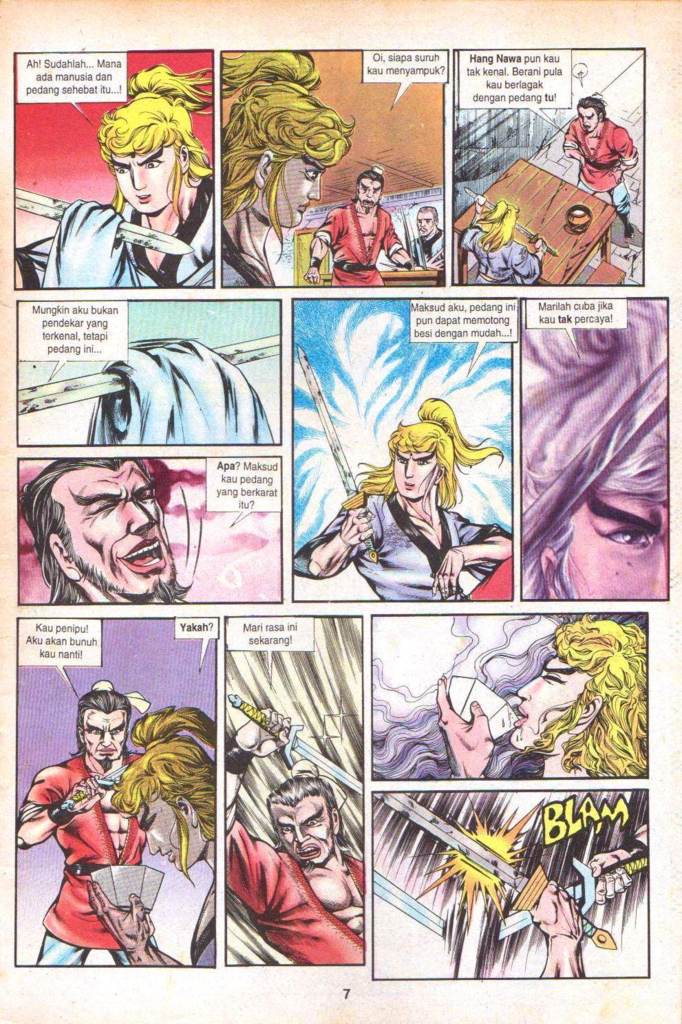 Ah! Sudahlah... Mana
ada manusia dan
pedang sehebat itu...!
Oi, siapa suruh
kau menyampuk?
Hang Nawa pun kau
tak kenal. Berani pula
kau berlagak
dengan pedang tu!
Mungkin aku bukan
pendekar yang
terkenal, tetapi
pedang ini...
Maksud aku, pedang ini
pun dapat memotong
besi dengan mudah...!
Marilah cuba jika
kau tak percaya!
Apa? Maksud
kau pedang
yang berkarat
itu?
Kau penipu!
Aku akan bunuh
kau nanti!
Yakah?
Mari rasa ini
sekarang!
BLAM
7